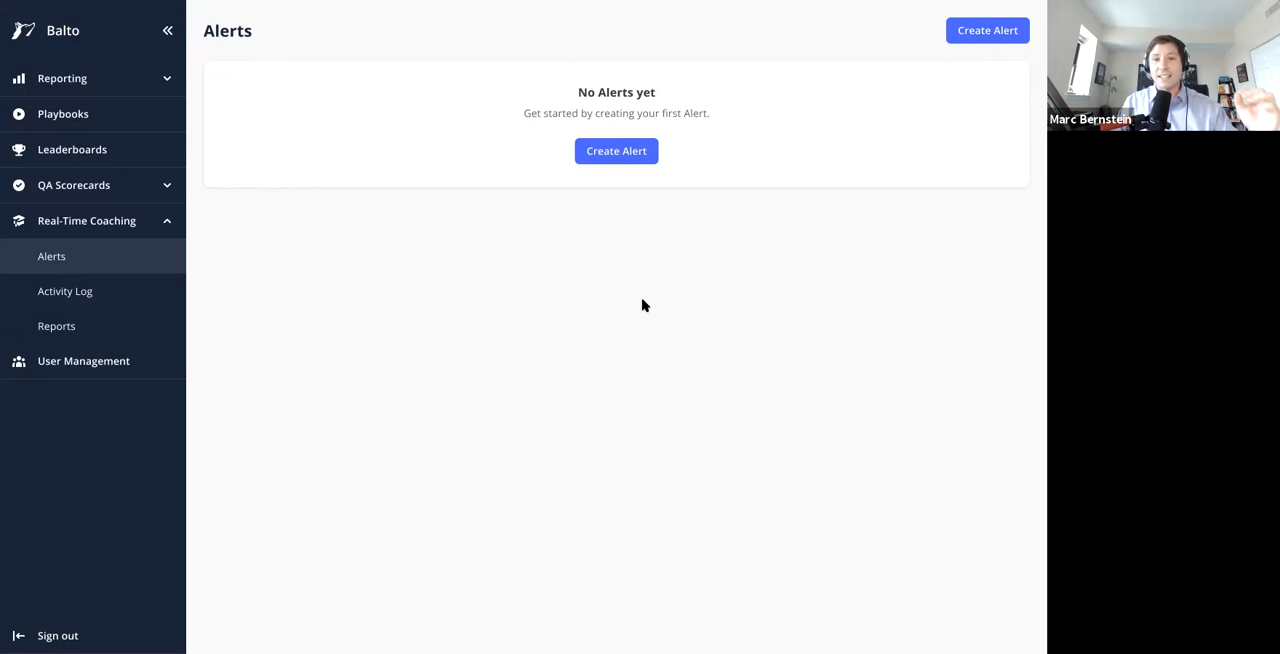 Balto
Reporting
Playbooks
Leaderboards
QA Scorecards
Real-Time Coaching
Alerts
Activity Log
Reports
User Management
Sign out
Alerts
Create Alert
No Alerts yet
Get started by creating your first Alert.
Create Alert
Marc Bernstein